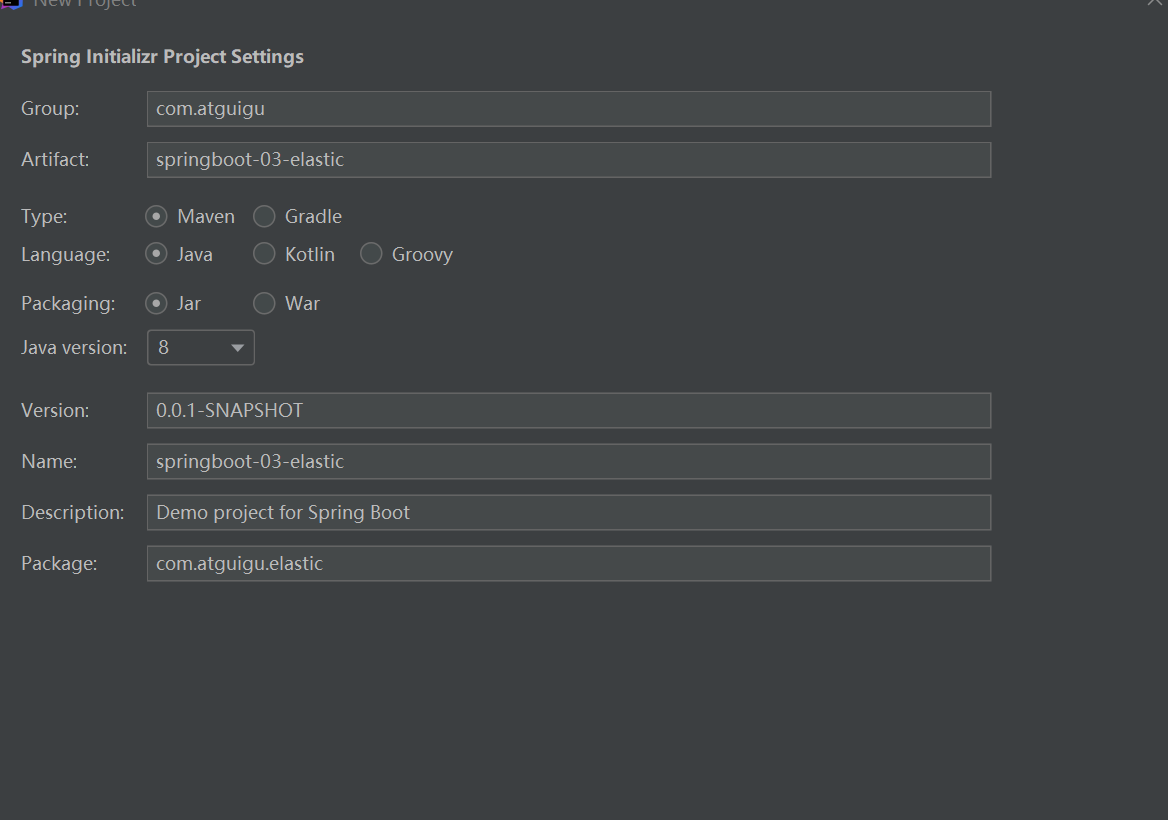 New Project
Spring Initializr Project Settings
Group: com.atguigu
Artifact: springboot-03-elastic
Type: Maven Gradle
Language: Java Kotlin Groovy
Packaging: Jar War
Java version: 8
Version: 0.0.1-SNAPSHOT
Name: springboot-03-elastic
Description: Demo project for Spring Boot
Package: com.atguigu.elastic